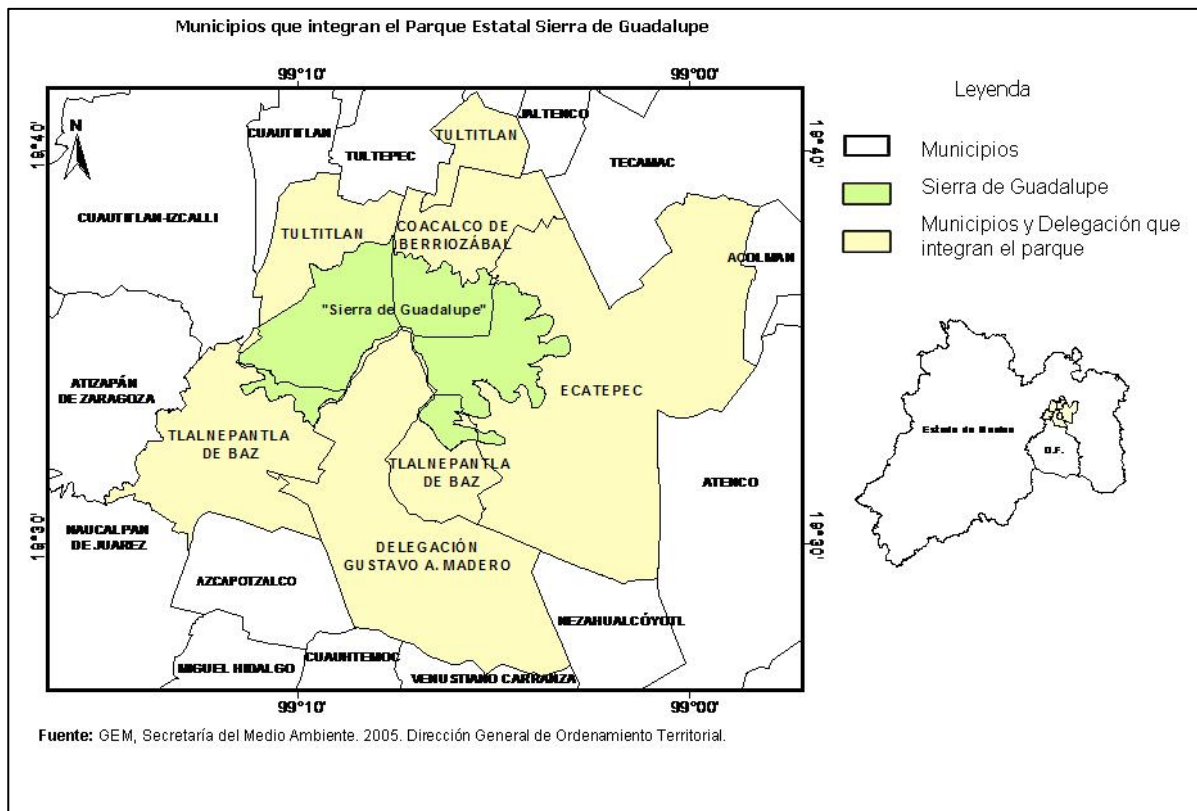 Municipios que integran el Parque Estatal Sierra de Guadalupe
99°10'
99°00'
N
19°40'
19°40'
CUAUTITLAN
JALTENCO
TULTITLAN
TULTEPEC
TECAMAC
CUAUTITLAN-IZCALLI
TULTITLAN
COACALCO DE
BERRIOZÁBAL
ACOLMAN
"Sierra de Guadalupe"
ATIZAPÁN
DE ZARAGOZA
ECATEPEC
TLALNEPANTLA
DE BAZ
TLALNEPANTLA
DE BAZ
ATENCO
19°30'
19°30'
NAUCALPAN
DE JUAREZ
DELEGACIÓN
GUSTAVO A. MADERO
AZCAPOTZALCO
NEZAHUALCÓYOTL
CUAUHTEMOC
MIGUEL HIDALGO
VENUSTIANO CARRANZA
99°10'
99°00'
Leyenda
Municipios
Sierra de Guadalupe
Municipios y Delegación que
integran el parque
Estado de Mexico
D.F.
Fuente: GEM, Secretaría del Medio Ambiente. 2005. Dirección General de Ordenamiento Territorial.